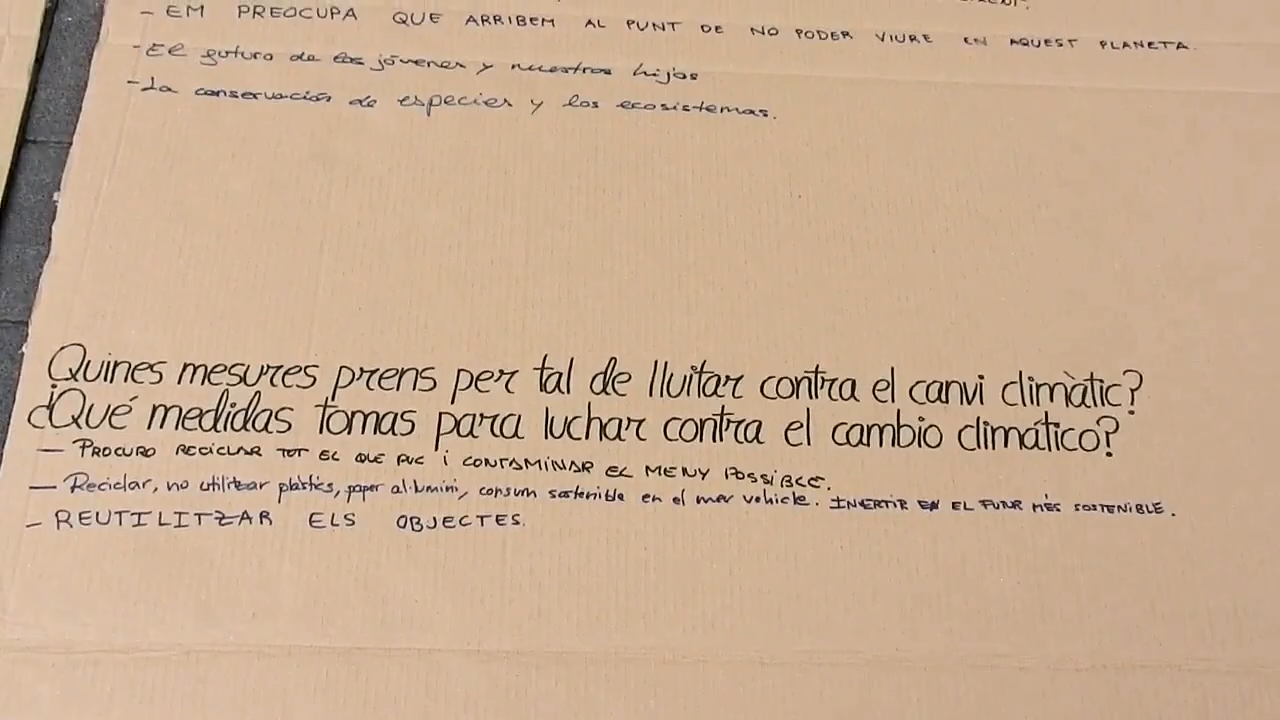 - EM PREOCUPA QUE ARRIBEM AL PUNT DE NO PODER VIURE EN AQUEST PLANETA.
- El futuro de los jóvenes y nuestros hijos
- La conservación de especies y los ecosistemas.
Quines mesures prens per tal de lluitar contra el canvi climàtic?
¿Qué medidas tomas para luchar contra el cambio climático?
- PROCURO RECICLAR TOT EL QUE PUC I CONTAMINAR EL MENY POSSIBLE.
- Reciclar, no utilitzar plàstics, paper al·lumini, consum sostenible en el meu vehicle. INVERTIR EN EL FUTUR MÉS SOSTENIBLE.
- REUTILITZAR ELS OBJECTES.